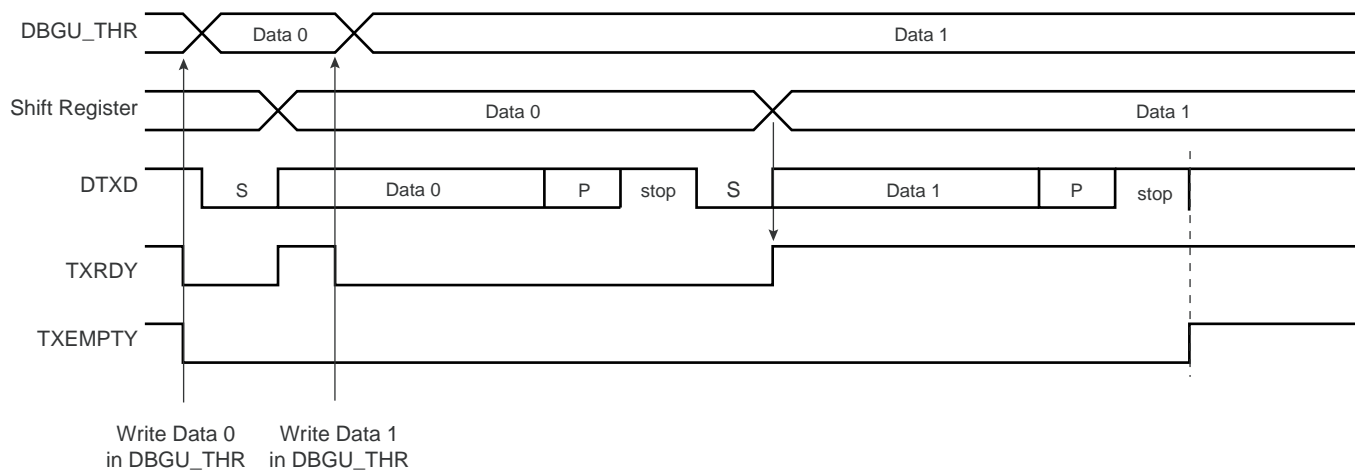 DBGU_THR
Data 0
Data 1
Shift Register
Data 0
Data 1
DTXD
S
Data 0
P
stop
S
Data 1
P
stop
TXRDY
TXEMPTY
Write Data 0
in DBGU_THR
Write Data 1
in DBGU_THR